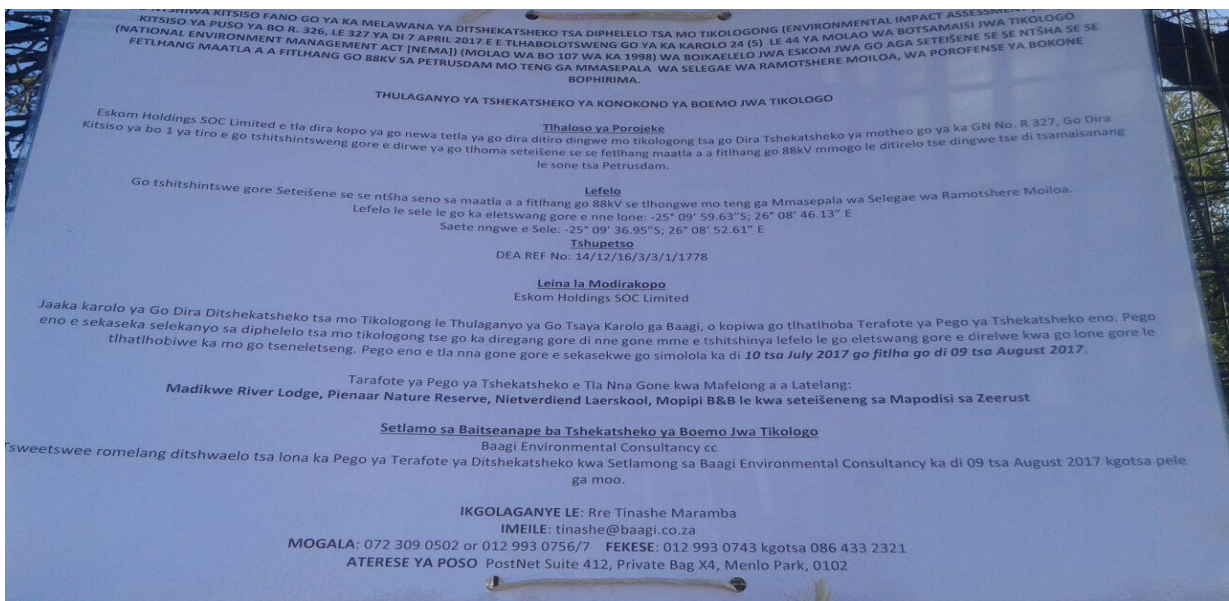 NTSHIWA KITSISO FANO GO YA KA MELAWANA YA DITSHEKATSHEKO TSA DIPHELELO TSA MO TIKOLOGONG (ENVIRONMENTAL IMPACT ASSESSMENT
KITSISO YA PUSO YA BO R. 326, LE 327 YA DI 7 APRIL 2017 E E TLHABOLOTSWENG GO YA KA KAROLO 24 (5) LE 44 YA MOLAO WA BOTSAMAISI JWA TIKOLOGO
(NATIONAL ENVIRONMENT MANAGEMENT ACT [NEMA]) (MOLAO WA BO 107 WA KA 1998) WA BOIKAELELO JWA ESKOM JWA GO AGA SETEIŠENE SE SE NTŠHA SE SE
FETLHANG MAATLA A A FITLHANG GO 88KV SA PETRUSDAM MO TENG GA MMASEPALA WA SELEGAE WA RAMOTSHERE MOILOA, WA POROFENSE YA BOKONE
BOPHIRIMA.
THULAGANYO YA TSHEKATSHEKO YA KONOKONO YA BOEMO JWA TIKOLOGO
Tlhaloso ya Porojeke
Eskom Holdings SOC Limited e tla dira kopo ya go newa tetla ya go dira ditiro dingwe mo tikologong tsa go Dira Tshekatsheko ya motheo go ya ka GN No. R 327, Go Dira
Kitsiso ya bo 1 ya tiro e go tshitshintsweng gore e dirwe ya go tlhoma seteišene se se fetlhang maatla a a fitlhang go 88kV mmogo le ditirelo tse dingwe tse di tsamaisanang
le sone tsa Petrusdam.
Lefelo
Go tshitshintswe gore Seteišene se se ntšha seno sa maatla a a fitlhang go 88kV se tlhongwe mo teng ga Mmasepala wa Selegae wa Ramotshere Moiloa.
Lefelo le sele le go ka eletswang gore e nne lone: -25° 09' 59.63"S; 26° 08' 46.13" E
Saete nngwe e Sele: -25° 09' 36.95"S; 26° 08' 52.61" E
Tshupetso
DEA REF No: 14/12/16/3/3/1/1778
Leina la Modirakopo
Eskom Holdings SOC Limited
Jaaka karolo ya Go Dira Ditshekatsheko tsa mo Tikologong le Thulaganyo ya Go Tsaya Karolo ga Baagi, o kopiwa go tlhatlhoba Terafote ya Pego ya Tshekatsheko eno. Pego
eno e sekaseka selekanyo sa diphelelo tsa mo tikologong tse go ka diregang gore di nne gone mme e tshitshinya lefelo le go eletswang gore e direlwe kwa go lone gore le
tlhatlhobiwe ka mo go tseneletseng. Pego eno e tla nna gone gore e sekasekwe go simolola ka di 10 tsa July 2017 go fitlha go di 09 tsa August 2017.
Tarafote ya Pego ya Tshekatsheko e Tla Nna Gone kwa Mafelong a a Latelang:
Madikwe River Lodge, Pienaar Nature Reserve, Nietverdiend Laerskool, Mopipi B&B le kwa seteišeneng sa Mapodisi sa Zeerust
Setlamo sa Baitseanape ba Tshekatsheko ya Boemo Jwa Tikologo
Baagi Environmental Consultancy cc
Tsweetswee romelang ditshwaelo tsa lona ka Pego ya Terafote ya Ditshekatsheko kwa Setlamong sa Baagi Environmental Consultancy ka di 09 tsa August 2017 kgotsa pele
ga moo.
IKGOLAGANYE LE: Rre Tinashe Maramba
IMEILE: tinashe@baagi.co.za
MOGALA: 072 309 0502 or 012 993 0756/7 FEKESE: 012 993 0743 kgotsa 086 433 2321
ATERESE YA POSO PostNet Suite 412, Private Bag X4, Menlo Park, 0102